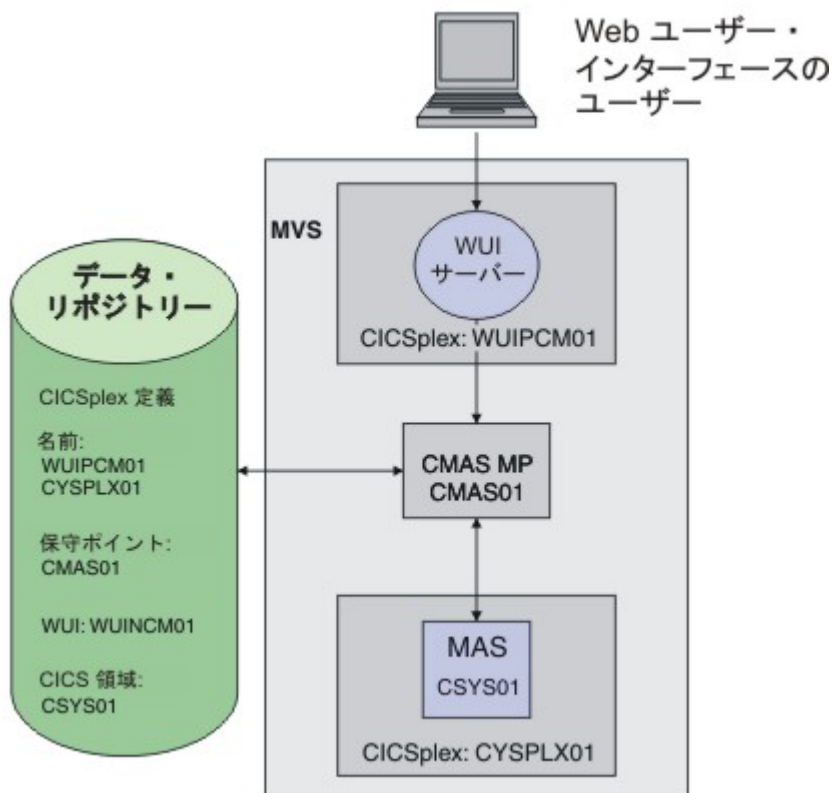 Web ユーザー・
インターフェースの
ユーザー
MVS
WUI
サーバー
CICSplex: WUIPCM01
データ・
リポジトリー
CICSplex 定義
名前:
WUIPCM01
CYSPLX01
保守ポイント:
CMAS01
WUI: WUINCM01
CICS 領域:
CSYS01
CMAS MP
CMAS01
MAS
CSYS01
CICSplex: CYSPLX01